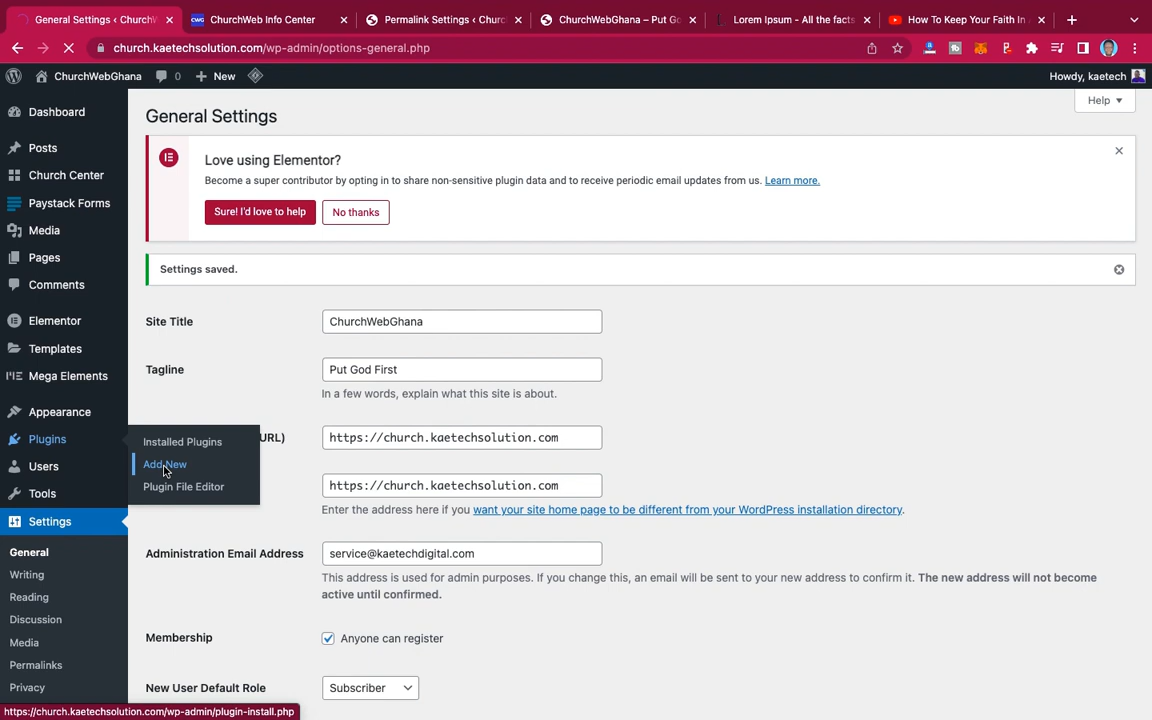 General Settings ‹ ChurchW
ChurchWeb Info Center
Permalink Settings ‹ Churc
ChurchWebGhana – Put Go
Lorem Ipsum - All the facts
How To Keep Your Faith In
church.kaetechsolution.com/wp-admin/options-general.php
ChurchWebGhana
0
New
Howdy, kaetech
Dashboard
Posts
Church Center
Paystack Forms
Media
Pages
Comments
Elementor
Templates
Mega Elements
Appearance
Plugins
Users
Tools
Settings
General
Writing
Reading
Discussion
Media
Permalinks
Privacy
Installed Plugins
Add New
Plugin File Editor
General Settings
Help
Love using Elementor?
Become a super contributor by opting in to share non-sensitive plugin data and to receive periodic email updates from us. Learn more.
Sure! I'd love to help
No thanks
Settings saved.
Site Title
ChurchWebGhana
Tagline
Put God First
In a few words, explain what this site is about.
URL)
https://church.kaetechsolution.com
https://church.kaetechsolution.com
Enter the address here if you want your site home page to be different from your WordPress installation directory.
Administration Email Address
service@kaetechdigital.com
This address is used for admin purposes. If you change this, an email will be sent to your new address to confirm it. The new address will not become
active until confirmed.
Membership
Anyone can register
New User Default Role
Subscriber
https://church.kaetechsolution.com/wp-admin/plugin-install.php